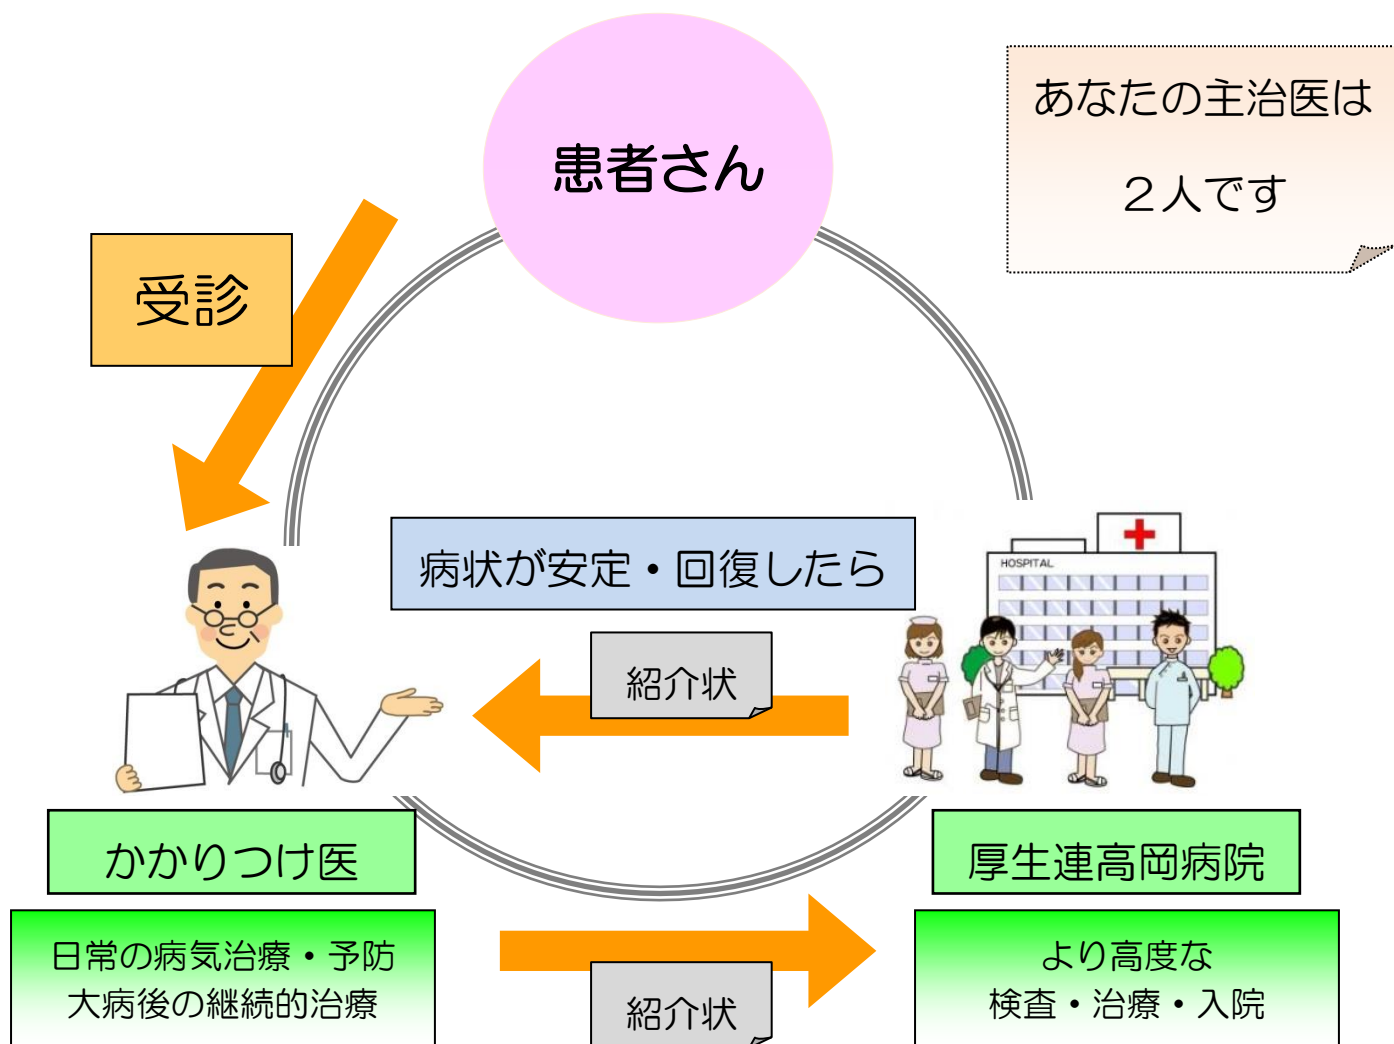 患者さん
あなたの主治医は
２人です
受診
病状が安定・回復したら
HOSPITAL
紹介状
かかりつけ医
厚生連高岡病院
日常の病気治療・予防
大病後の継続的治療
より高度な
検査・治療・入院
紹介状